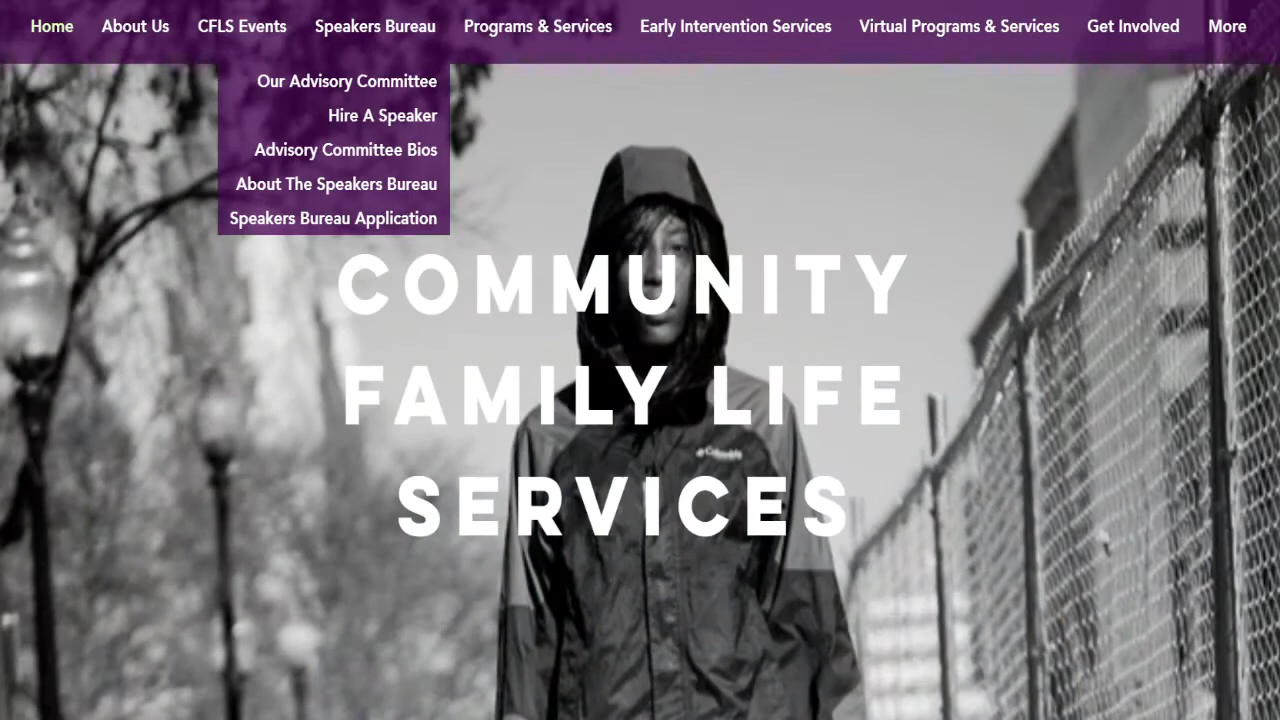 Home About Us CFLS Events Speakers Bureau Programs & Services Early Intervention Services Virtual Programs & Services Get Involved More
Our Advisory Committee
Hire A Speaker
Advisory Committee Bios
About The Speakers Bureau
Speakers Bureau Application
COMMUNITY
FAMILY LIFE
SERVICES
Columbia